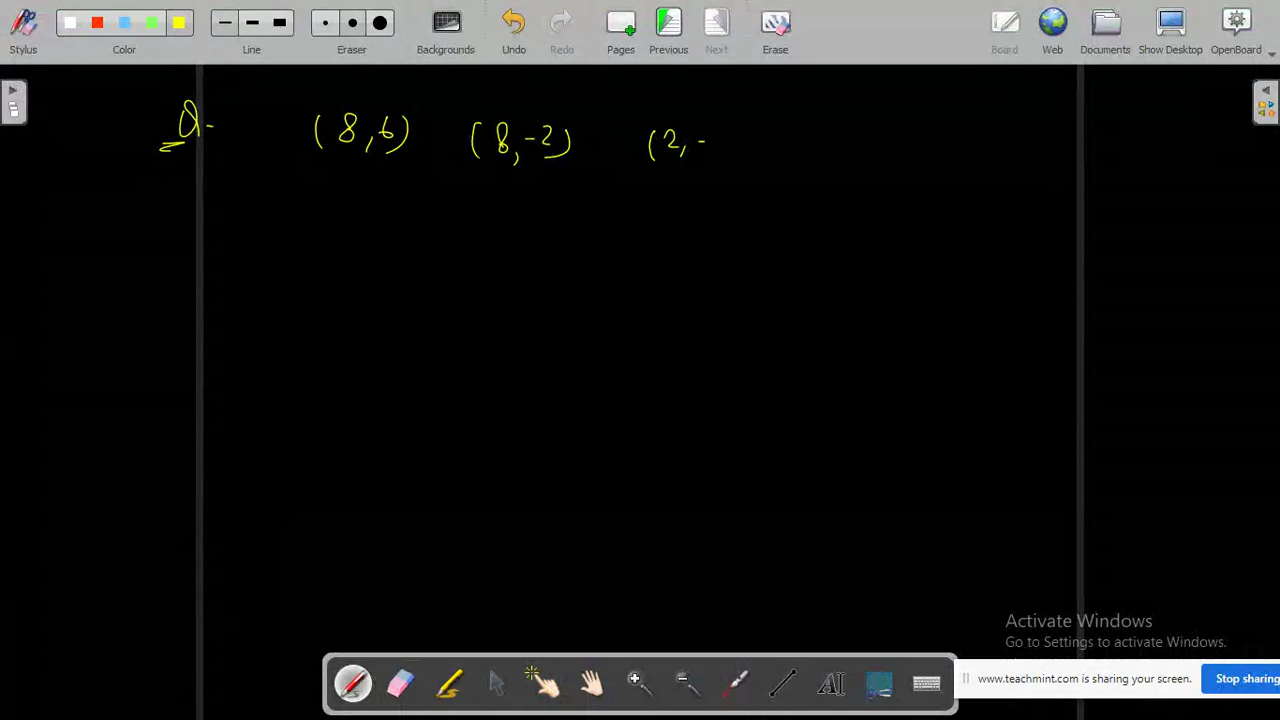 Stylus Color Line Eraser Backgrounds Undo Redo Pages Previous Next Erase Board Web Documents Show Desktop OpenBoard
Q- (8,6) (8,-2) (2,-
AI
Activate Windows
Go to Settings to activate Windows.
www.teachmint.com is sharing your screen. Stop sharing